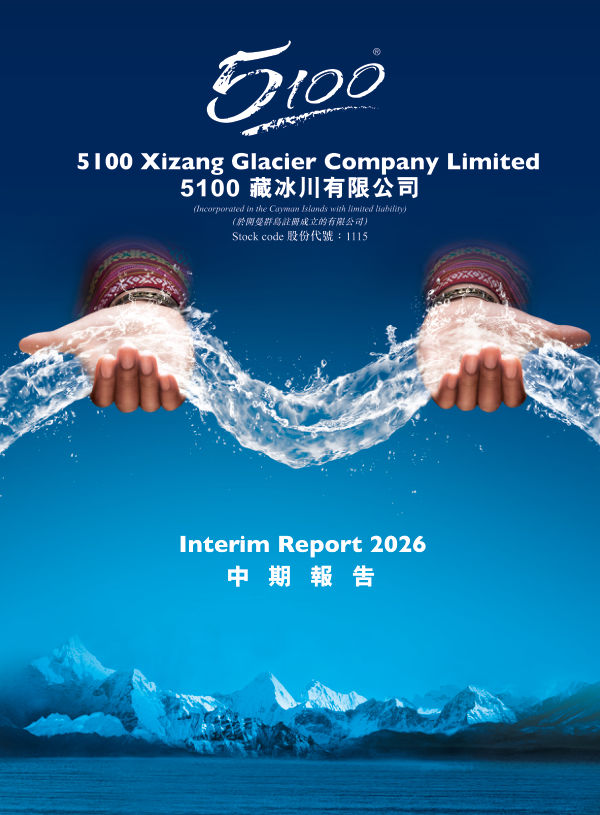 5100®
5100 Xizang Glacier Company Limited
5100 藏冰川有限公司
(Incorporated in the Cayman Islands with limited liability)
（於開曼群島註冊成立的有限公司）
Stock code 股份代號：1115
Interim Report 2026
中期報告